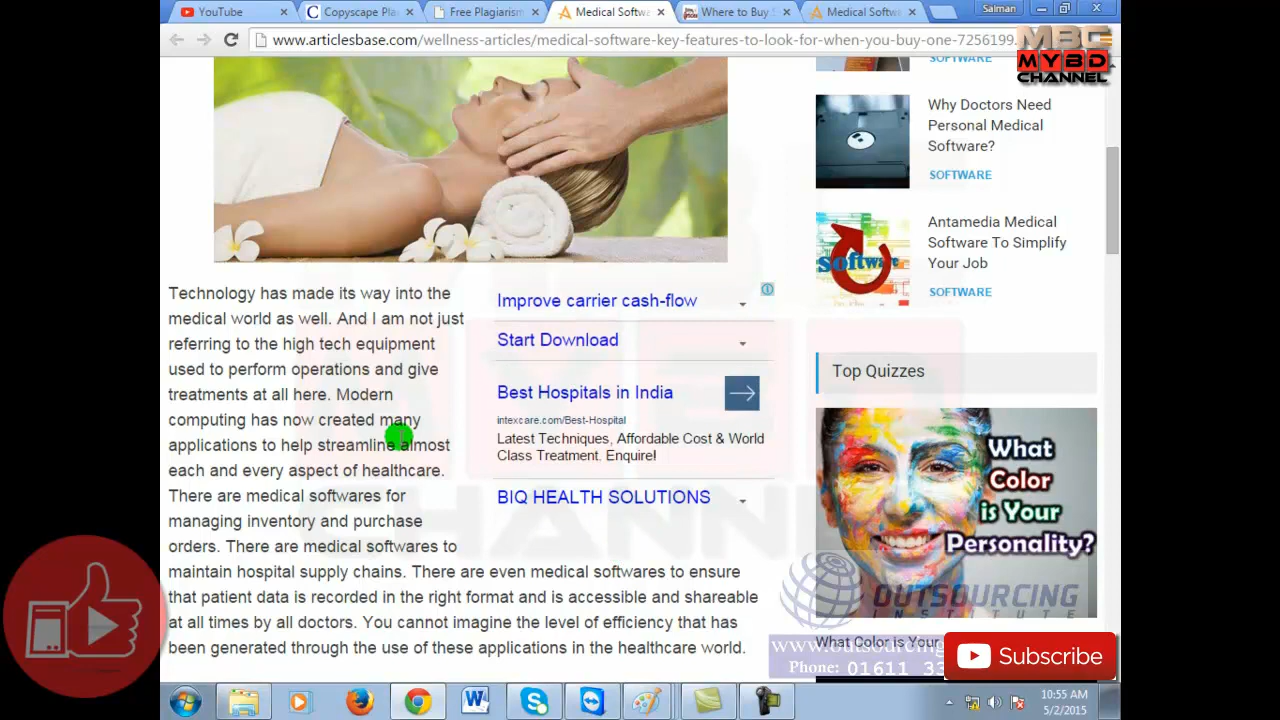 YouTube
Copyscape Pla
Free Plagiarism
Medical Softw
Where to Buy
Medical Softw
Salman
www.articlesbase.com/wellness-articles/medical-software-key-features-to-look-for-when-you-buy-one-7256199.
MBC
MYBD
CHANNEL
SOFTWARE
Why Doctors Need
Personal Medical
Software?
SOFTWARE
Software
Antamedia Medical
Software To Simplify
Your Job
SOFTWARE
Technology has made its way into the
medical world as well. And I am not just
referring to the high tech equipment
used to perform operations and give
treatments at all here. Modern
computing has now created many
applications to help streamline almost
each and every aspect of healthcare.
There are medical softwares for
managing inventory and purchase
orders. There are medical softwares to
maintain hospital supply chains. There are even medical softwares to ensure
that patient data is recorded in the right format and is accessible and shareable
at all times by all doctors. You cannot imagine the level of efficiency that has
been generated through the use of these applications in the healthcare world.
Improve carrier cash-flow
Start Download
Best Hospitals in India
intexcare.com/Best-Hospital
Latest Techniques, Affordable Cost & World
Class Treatment. Enquire!
BIQ HEALTH SOLUTIONS
CHANNEL
Top Quizzes
What
Color
is Your
Personality?
OUTSOURCING
INSTITUTE
What Color is Your
www.outsourcing
Phone: 01611 33
Subscribe
10:55 AM
5/2/2015